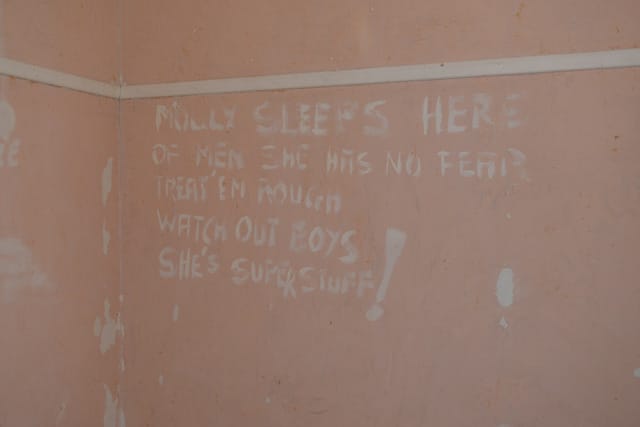 MOLLY SLEEPS HERE
OF MEN SHE HAS NO FEAR
TREAT'EM ROUGH
WATCH OUT BOYS
SHE'S SUPERSTUFF!